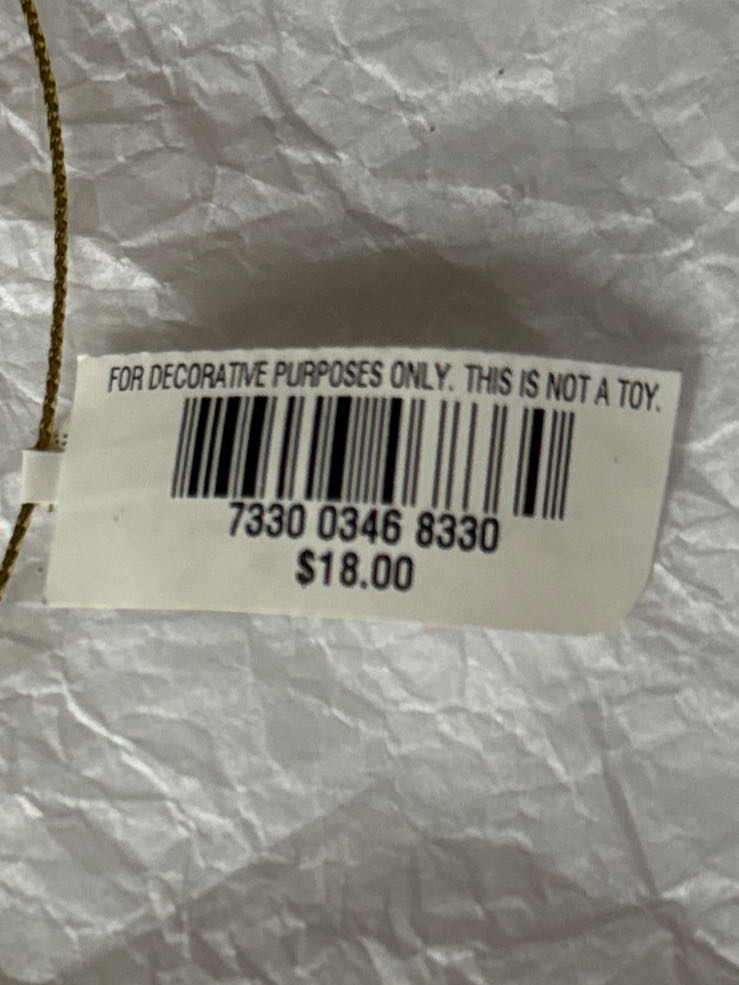 FOR DECORATIVE PURPOSES ONLY. THIS IS NOT A TOY.
7330 0346 8330
$18.00